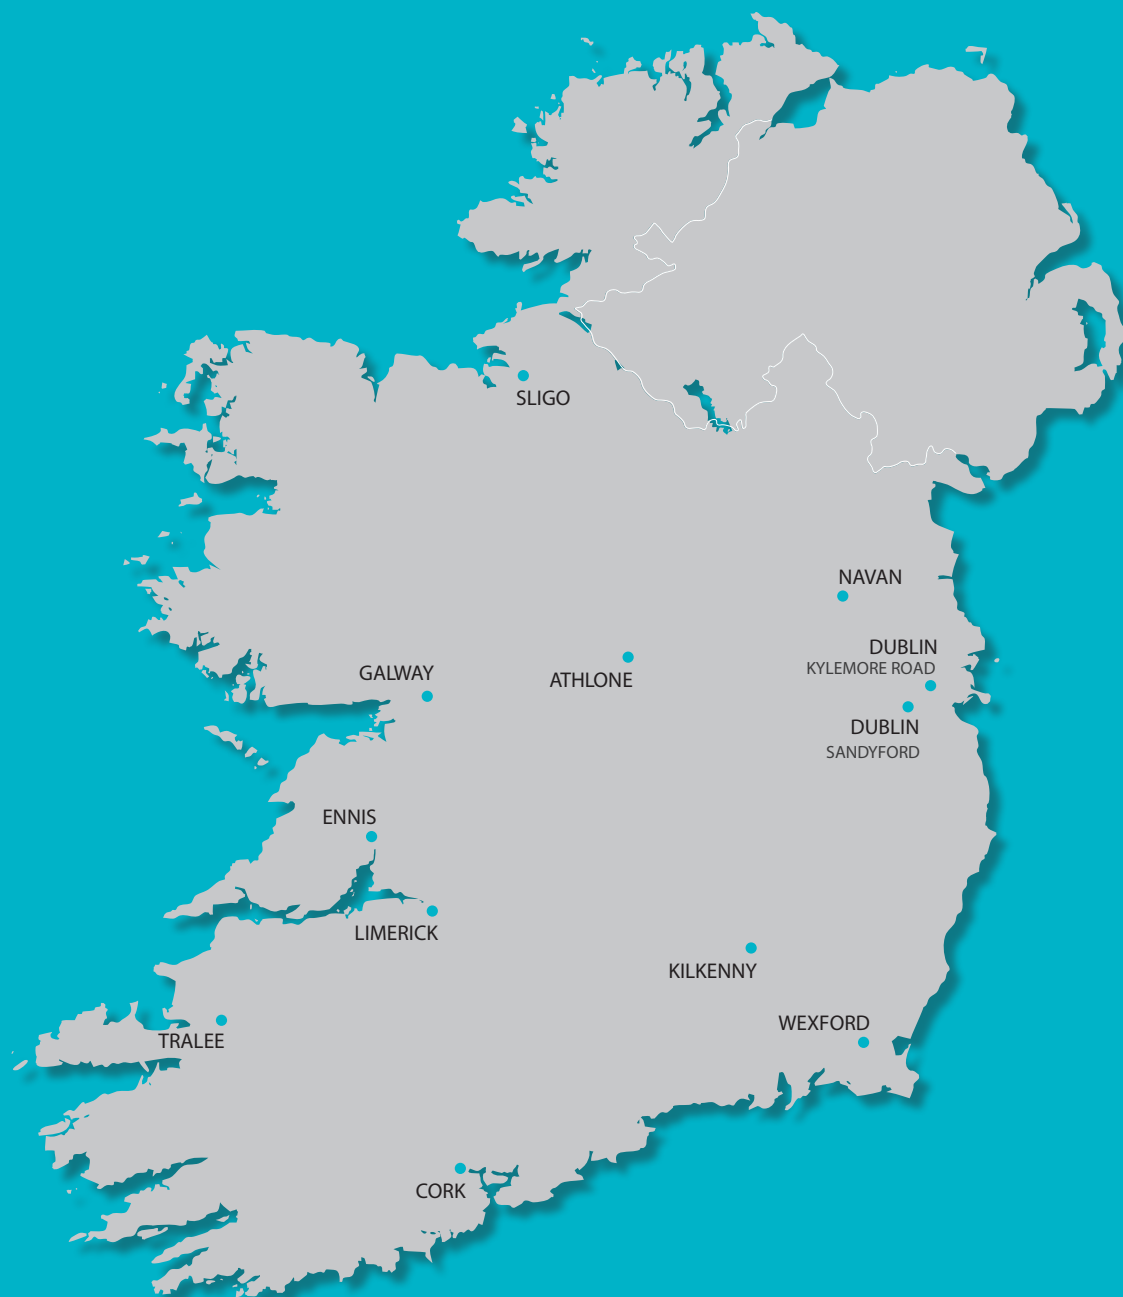 SLIGO
NAVAN
DUBLIN
KYLEMORE ROAD
GALWAY
ATHLONE
DUBLIN
SANDYFORD
ENNIS
LIMERICK
KILKENNY
WEXFORD
TRALEE
CORK